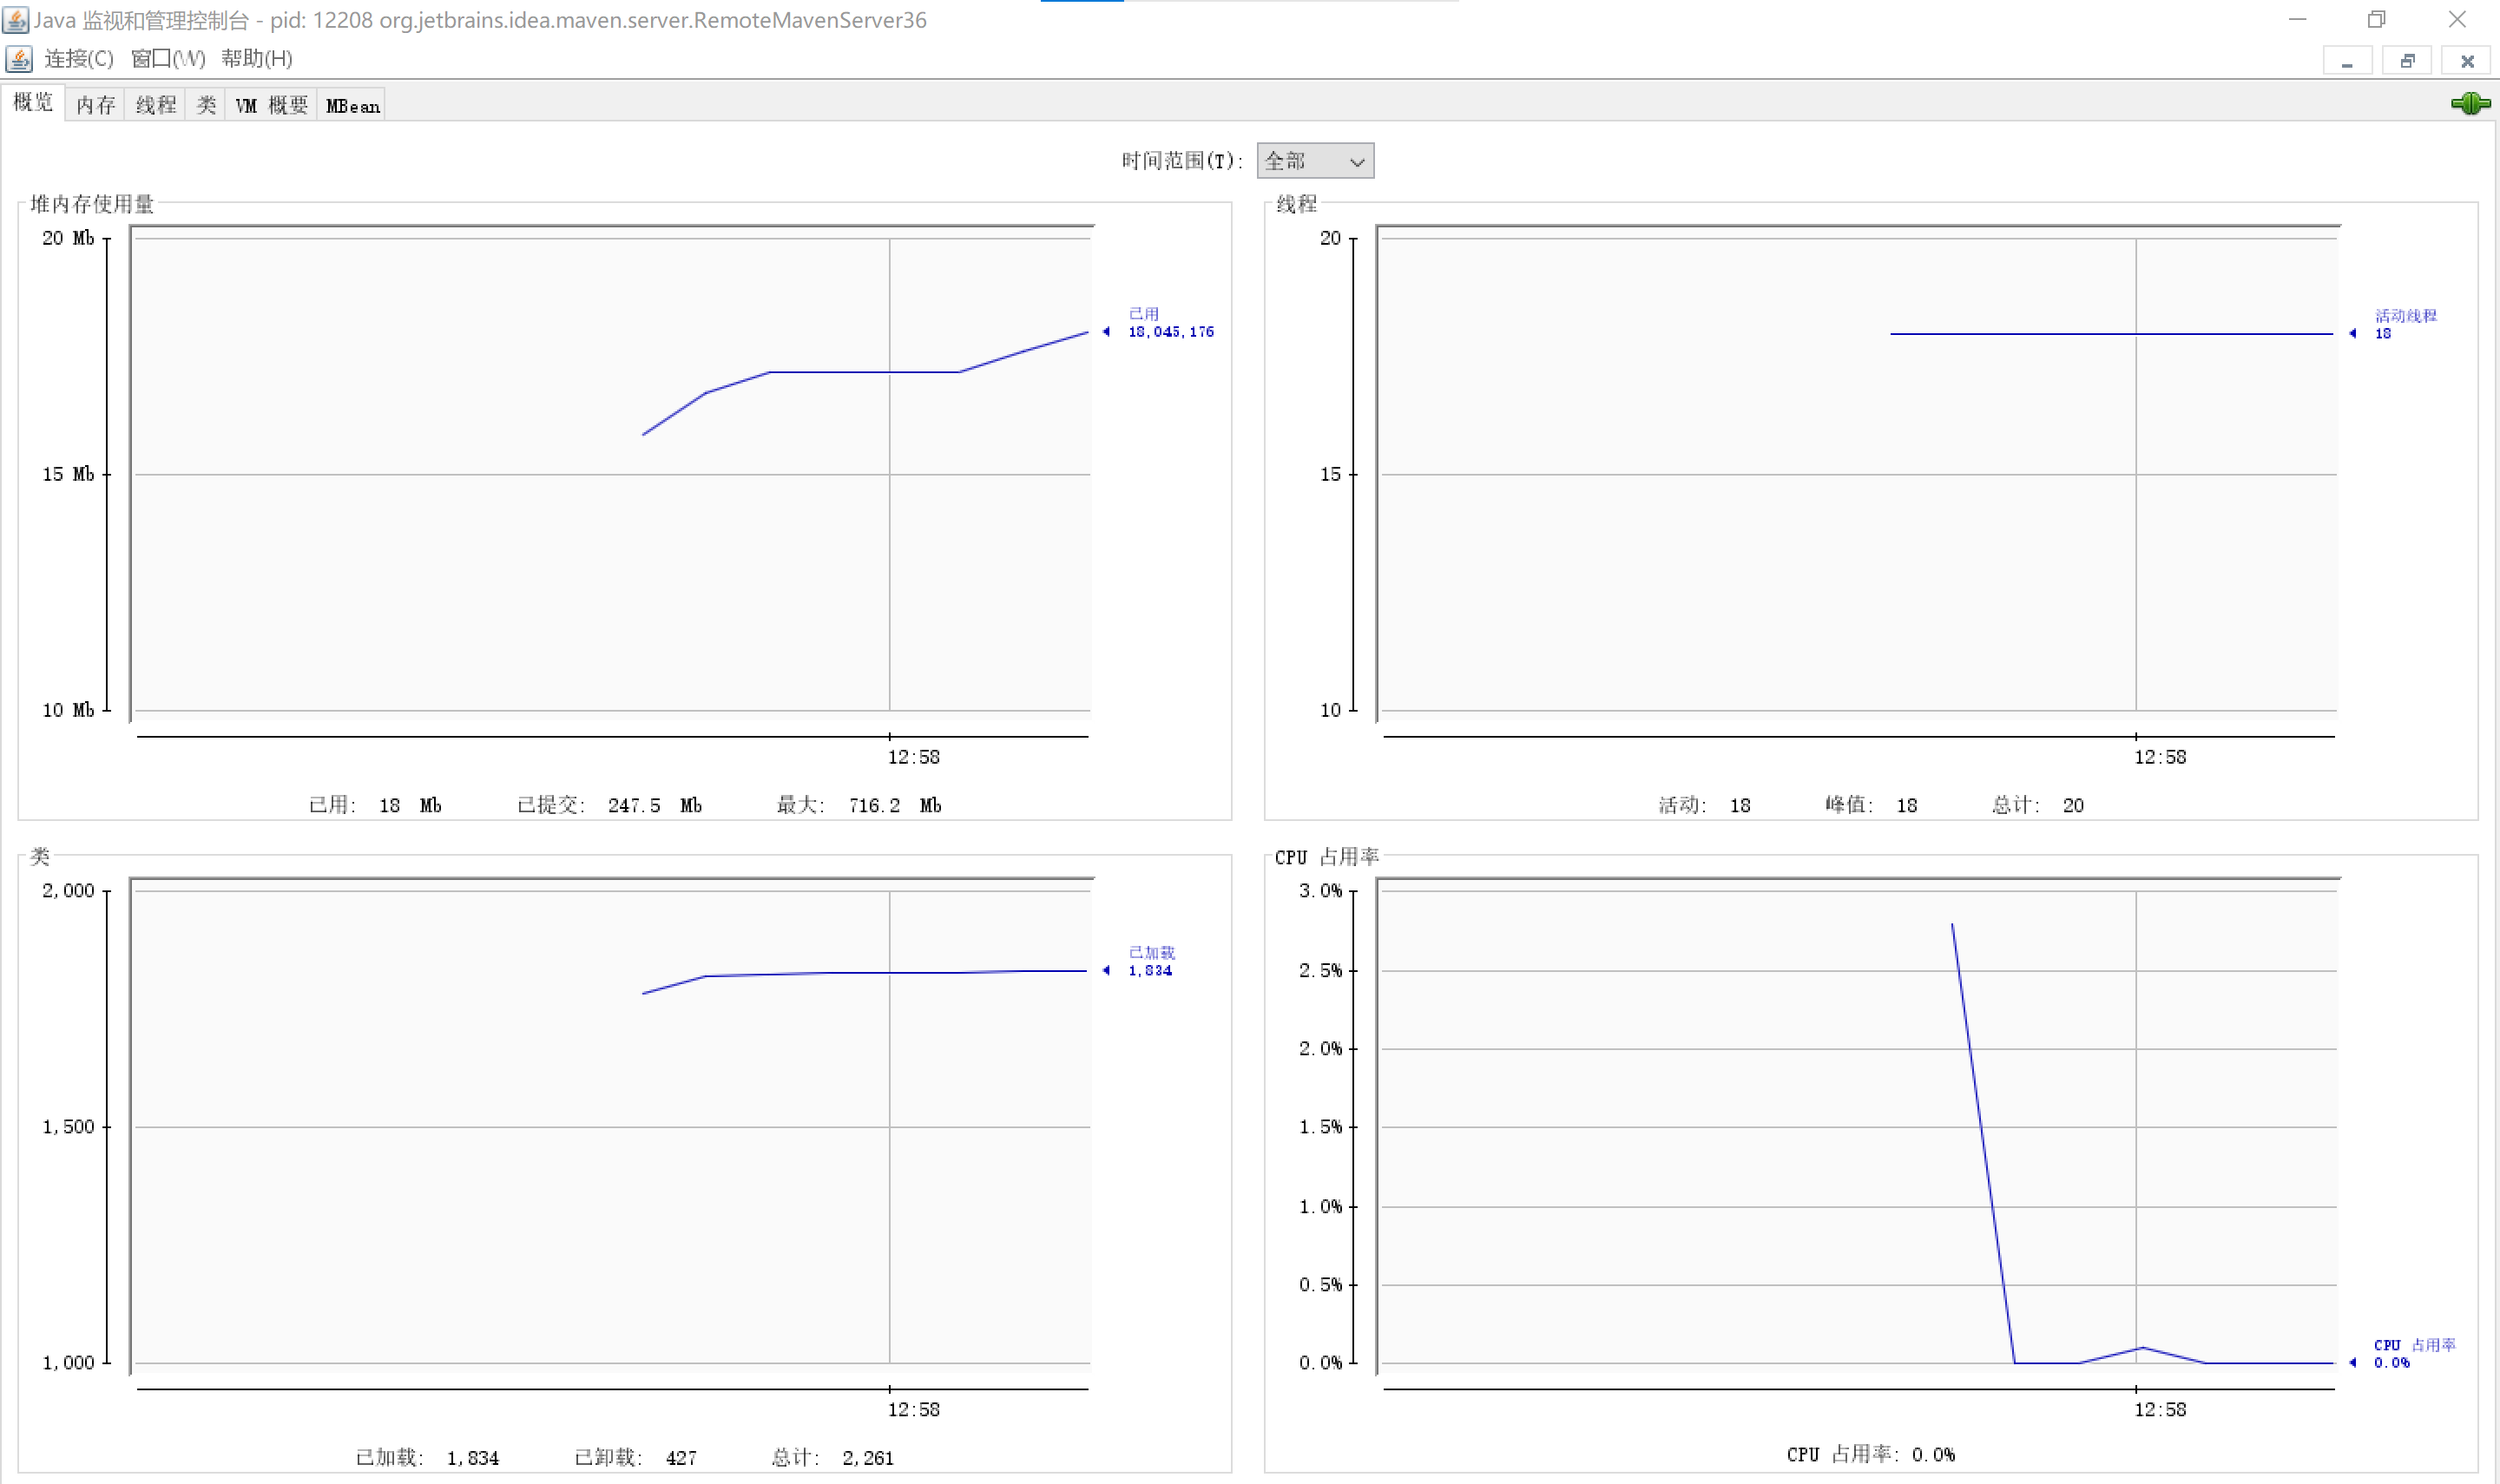 Java 监视和管理控制台 - pid: 12208 org.jetbrains.idea.maven.server.RemoteMavenServer36
连接(C) 窗口(W) 帮助(H)
概览 内存 线程 类 VM 概要 MBean
时间范围(T): 全部
堆内存使用量
20 Mb
15 Mb
10 Mb
已用
18,045,176
12:58
已用: 18 Mb 已提交: 247.5 Mb 最大: 716.2 Mb
线程
20
15
10
活动线程
18
12:58
活动: 18 峰值: 18 总计: 20
类
2,000
1,500
1,000
已加载
1,834
12:58
已加载: 1,834 已卸载: 427 总计: 2,261
CPU 占用率
3.0%
2.5%
2.0%
1.5%
1.0%
0.5%
0.0%
CPU 占用率
0.0%
12:58
CPU 占用率: 0.0%